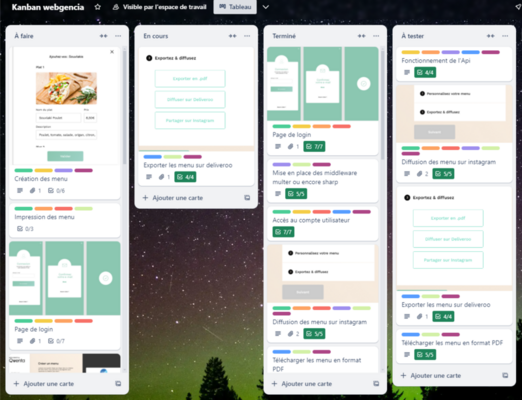 Kanban webgencia
Visible par l'espace de travail
Tableau
À faire
Plat 1
Création des menu
1
0/6
Impression des menu
0/3
Page de login
1
0/7
Ajouter une carte
En cours
Exportez & diffusez
Exporter en .pdf
Diffuser sur Deliveroo
Partager sur Instagram
Exporter les menu sur deliveroo
1
4/4
Ajouter une carte
Terminé
Page de login
1
7/7
Mise en place des middleware
multer ou encore sharp
5/5
Accès au compte utilisateur
7/7
Personnalisez votre menu
Exportez & diffusez
Diffusion des menu sur instagram
2
5/5
Télécharger les menu en format
PDF
Ajouter une carte
À tester
Fonctionnement de l'Api
4/4
Personnalisez votre menu
Exportez & diffusez
Diffusion des menu sur instagram
2
5/5
Exportez & diffusez
Exporter en .pdf
Diffuser sur Deliveroo
Partager sur Instagram
Exporter les menu sur deliveroo
1
4/4
Télécharger les menu en format PDF
5/5
Ajouter une carte